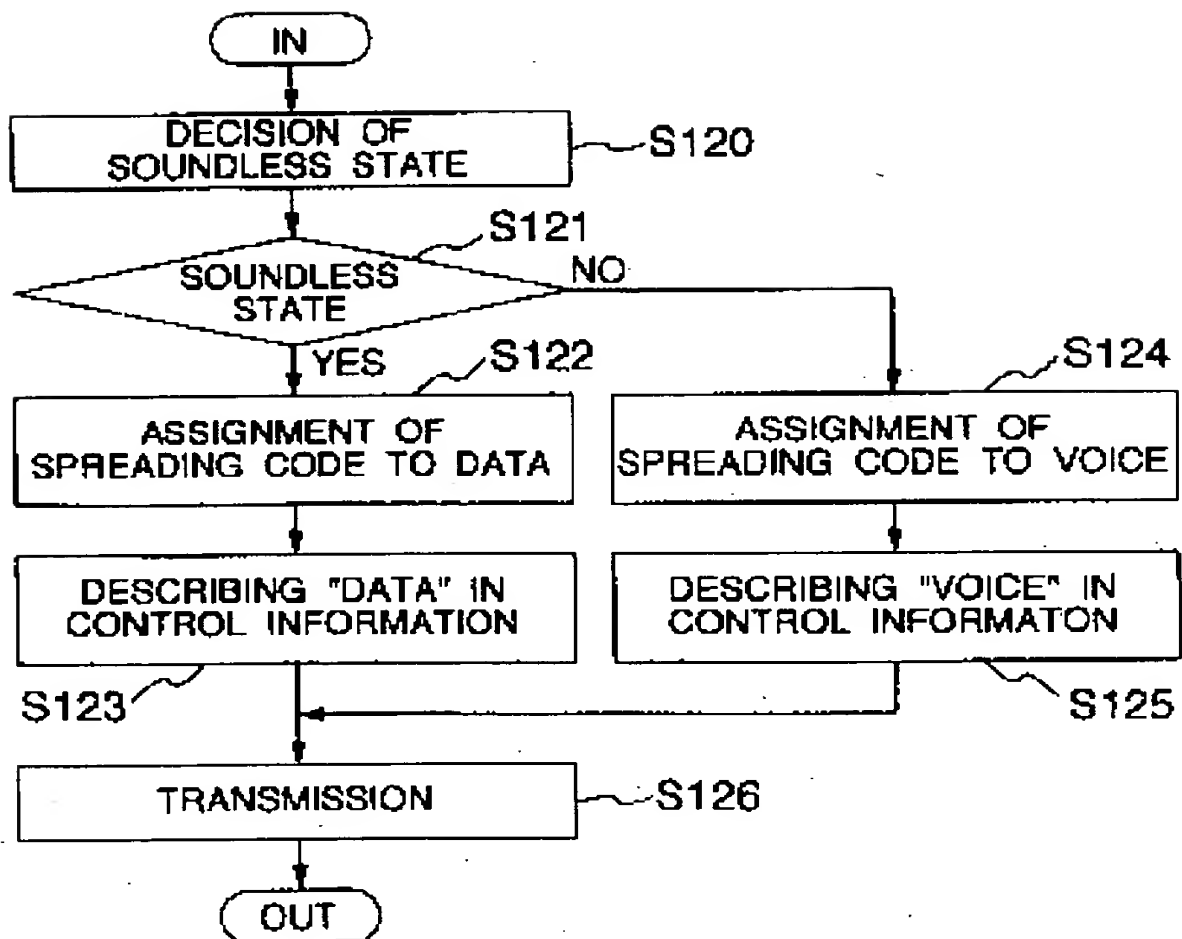 IN
DECISION OF
SOUNDLESS STATE
S120
S121
SOUNDLESS
STATE
NO
YES
S122
S124
ASSIGNMENT OF
SPREADING CODE TO DATA
ASSIGNMENT OF
SPREADING CODE TO VOICE
DESCRIBING "DATA" IN
CONTROL INFORMATION
DESCRIBING "VOICE" IN
CONTROL INFORMATON
S123
S125
TRANSMISSION
S126
OUT